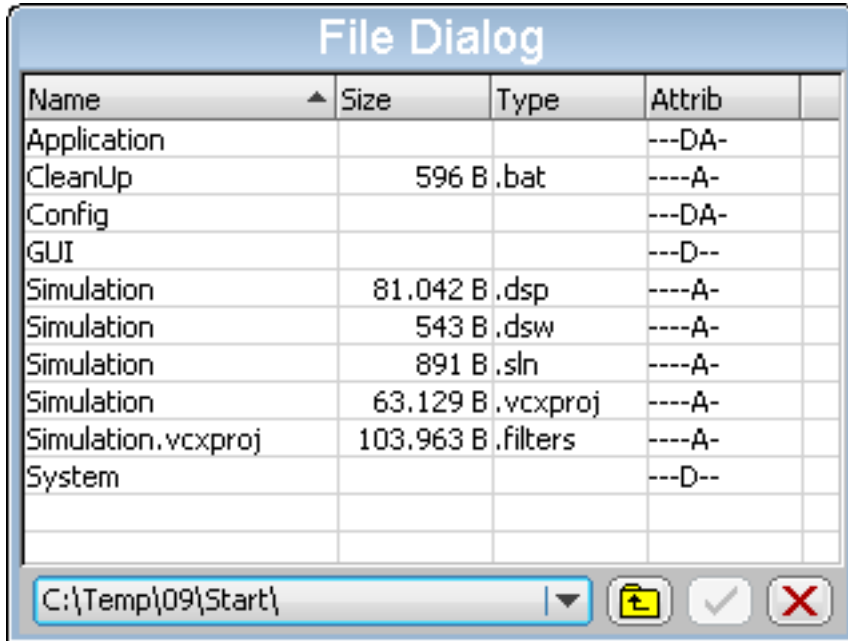 File Dialog
Name Size Type Attrib
Application ---DA-
CleanUp 596 B .bat ----A-
Config ---DA-
GUI ---D--
Simulation 81.042 B .dsp ----A-
Simulation 543 B .dsw ----A-
Simulation 891 B .sln ----A-
Simulation 63.129 B .vcxproj ----A-
Simulation.vcxproj 103.963 B .filters ----A-
System ---D--
C:\Temp\09\Start\